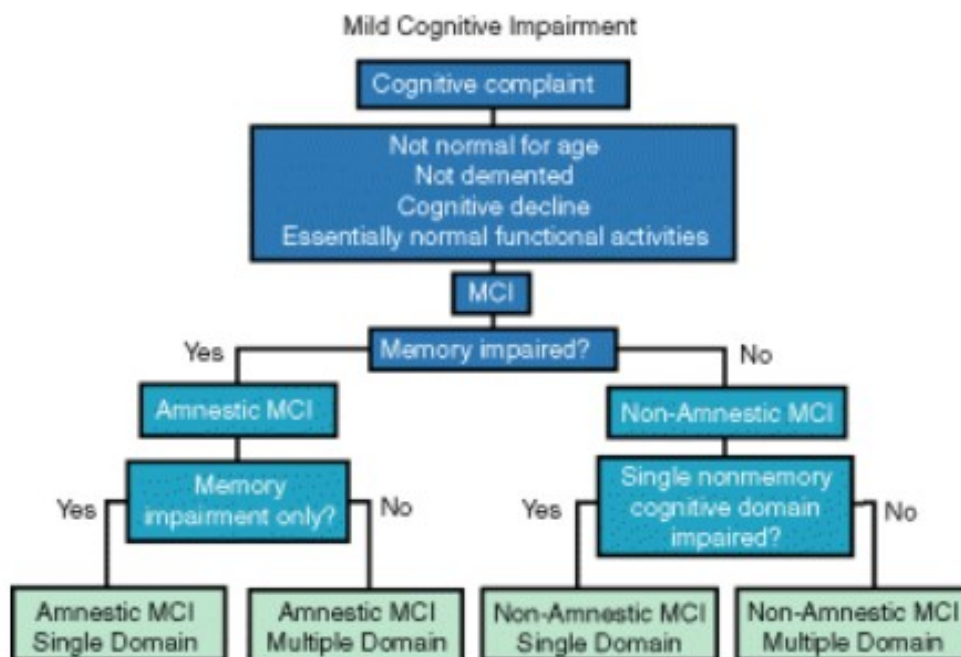 Mild Cognitive Impairment
Cognitive complaint
Not normal for age
Not demented
Cognitive decline
Essentially normal functional activities
MCI
Memory impaired?
Yes
No
Amnestic MCI
Non-Amnestic MCI
Memory
impairment only?
Yes
No
Single nonmemory
cognitive domain
impaired?
Yes
No
Amnestic MCI
Single Domain
Amnestic MCI
Multiple Domain
Non-Amnestic MCI
Single Domain
Non-Amnestic MCI
Multiple Domain